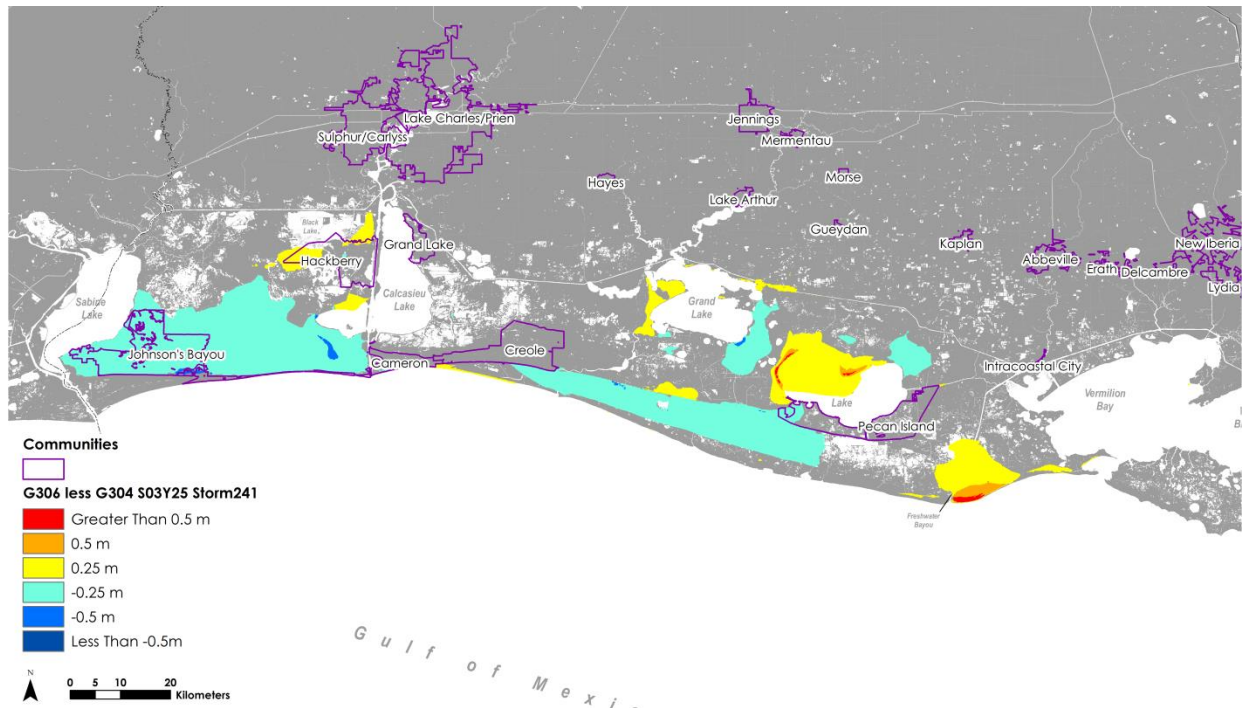 Lake Charles/Prien
Sulphur/Carlyss
Jennings
Mermentau
Hayes
Morse
Lake Arthur
Black
Lake
Grand Lake
Gueydan
Hackberry
Kaplan
New Iberia
Abbeville
Erath
Delcambre
Lydia
Sabine
Lake
Calcasieu
Lake
Grand
Lake
Johnson's Bayou
Cameron
Creole
Intracoastal City
Vermilion
Bay
Lake
Pecan Island
Freshwater
Bayou
Communities
G306 less G304 S03Y25 Storm241
Greater Than 0.5 m
0.5 m
0.25 m
-0.25 m
-0.5 m
Less Than -0.5m
N
0 5 10 20
Kilometers
Gulf of Mexi